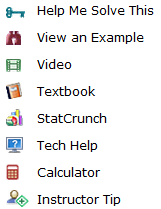 Help Me Solve This
View an Example
Video
Textbook
StatCrunch
Tech Help
Calculator
Instructor Tip